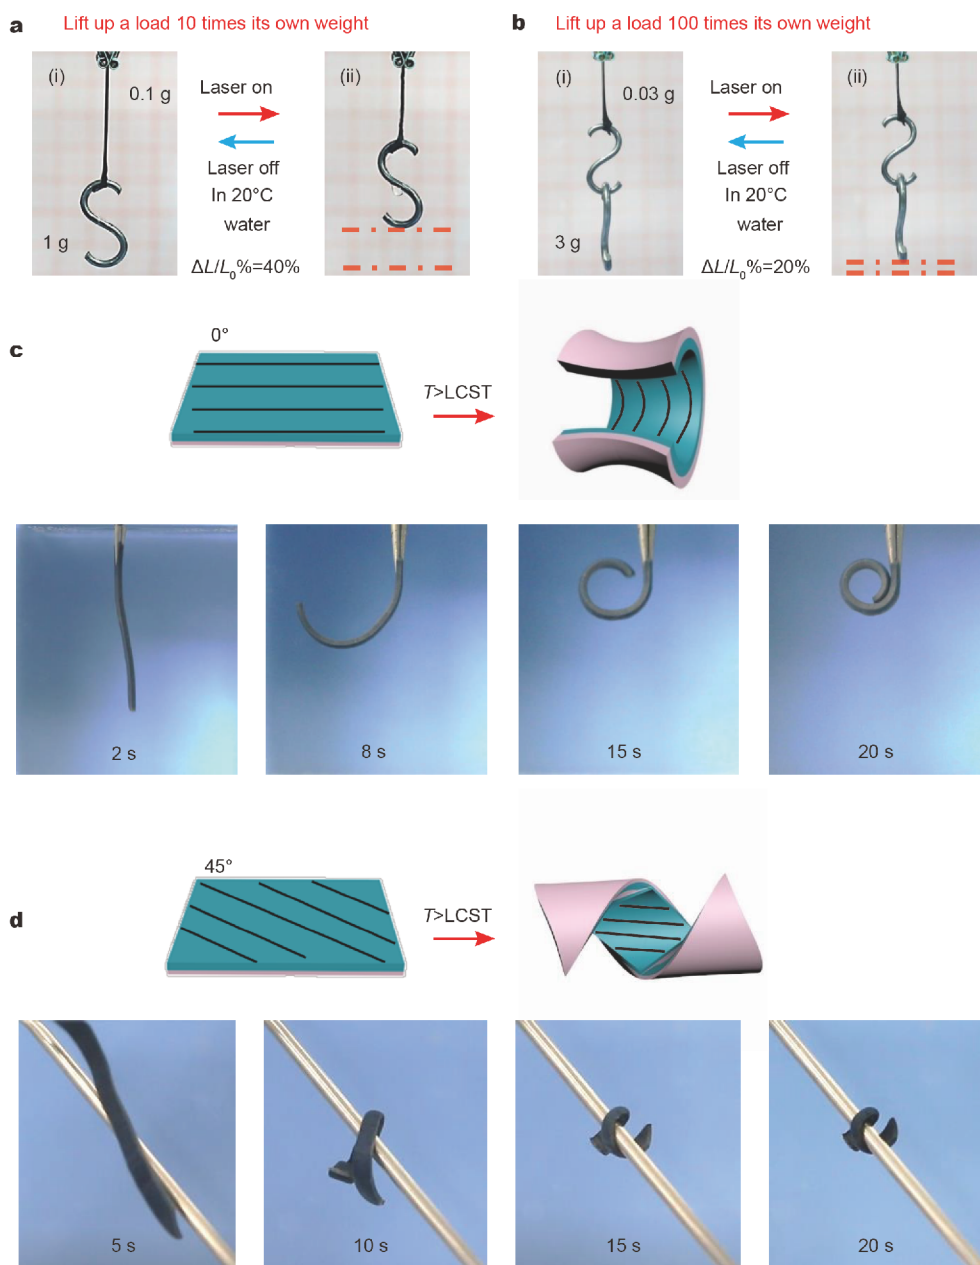 a
Lift up a load 10 times its own weight
(i)
0.1 g
1 g
Laser on
Laser off
In 20°C
water
ΔL/L0%=40%
(ii)
b
Lift up a load 100 times its own weight
(i)
0.03 g
3 g
Laser on
Laser off
In 20°C
water
ΔL/L0%=20%
(ii)
c
0°
T>LCST
2 s
8 s
15 s
20 s
d
45°
T>LCST
5 s
10 s
15 s
20 s